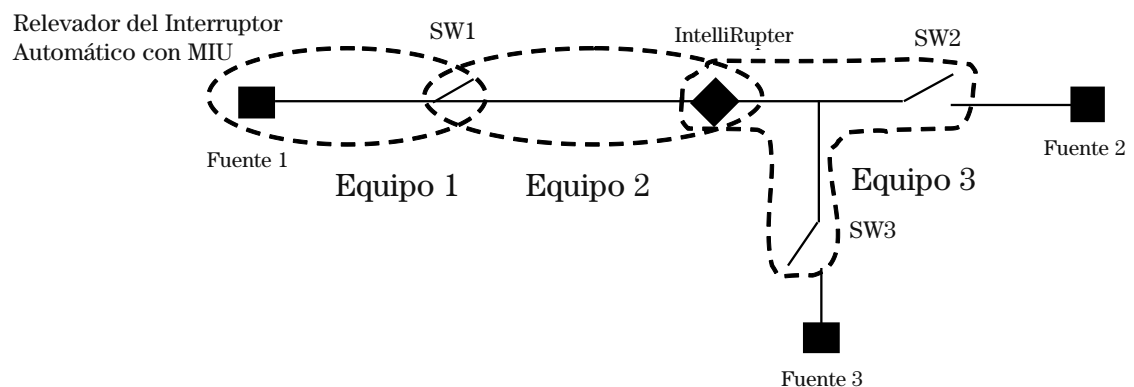 Relevador del Interruptor
Automático con MIU
SW1
IntelliRupter
SW2
Fuente 1
Fuente 2
Equipo 1
Equipo 2
Equipo 3
SW3
Fuente 3